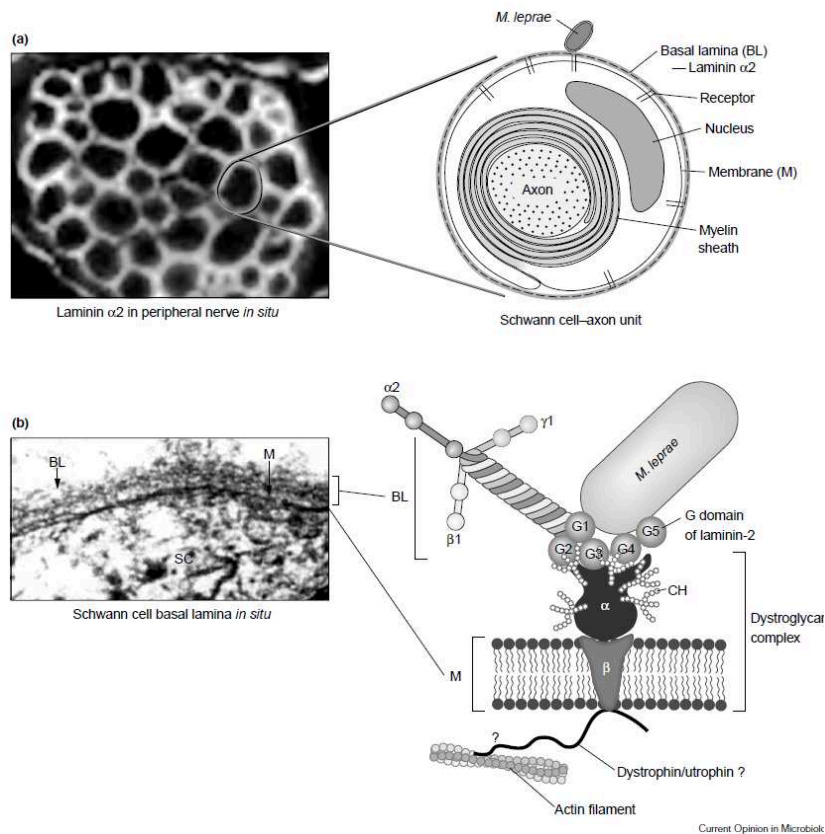 (a)
M. leprae
Basal lamina (BL)
— Laminin α2
Receptor
Nucleus
Membrane (M)
Axon
Myelin
sheath
Laminin α2 in peripheral nerve in situ
Schwann cell–axon unit
(b)
α2
γ1
BL
M
BL
β1
M. leprae
G1
G2
G3
G4
G5
G domain
of laminin-2
SC
α
CH
Dystroglycan
complex
Schwann cell basal lamina in situ
M
β
?
Dystrophin/utrophin ?
Actin filament
Current Opinion in Microbiolo